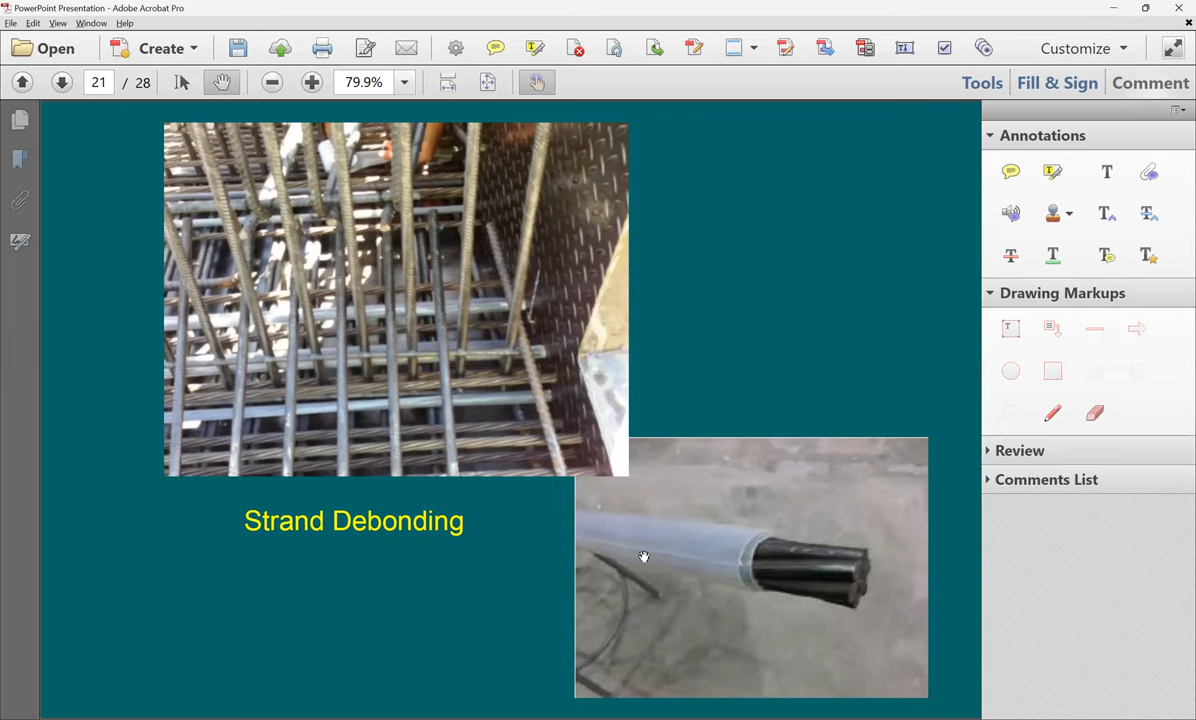 PowerPoint Presentation - Adobe Acrobat Pro
File Edit View Window Help
Open Create Customize
21 / 28 79.9% Tools Fill & Sign Comment
Annotations
Drawing Markups
Review
Comments List
Strand Debonding